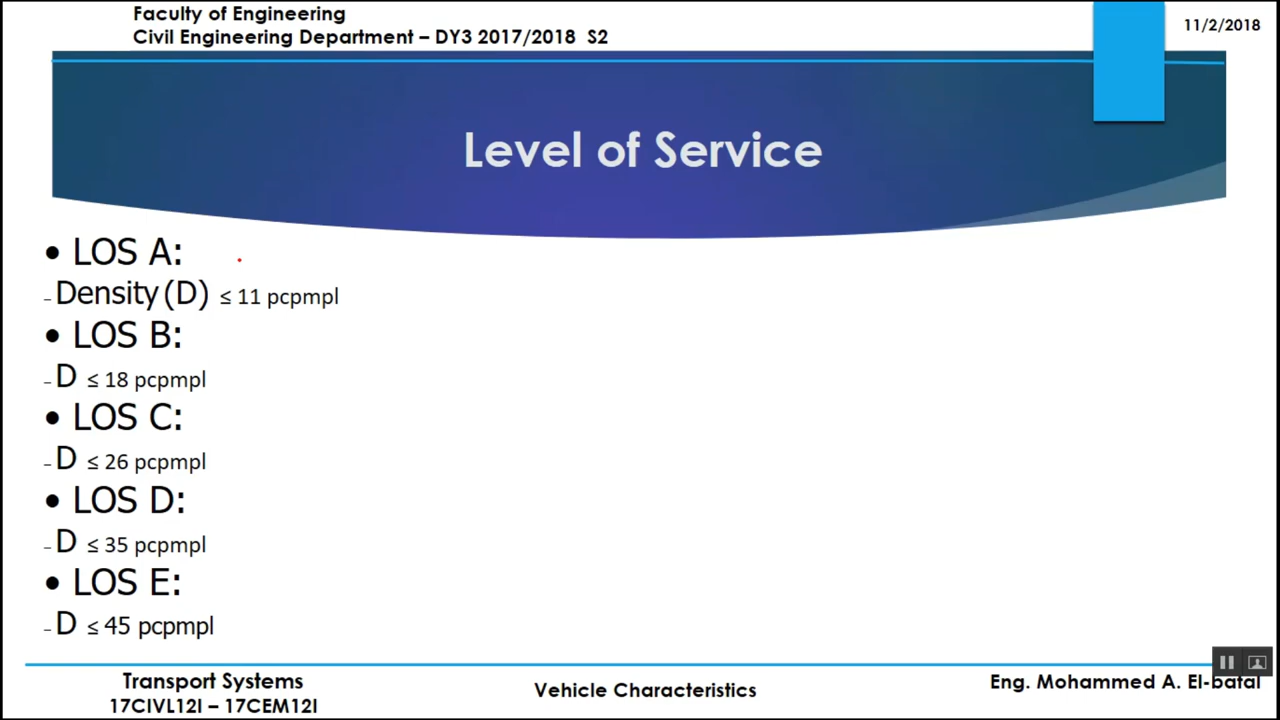 Faculty of Engineering
Civil Engineering Department – DY3 2017/2018 S2
11/2/2018
Level of Service
• LOS A:
– Density (D) ≤ 11 pcpmpl
• LOS B:
– D ≤ 18 pcpmpl
• LOS C:
– D ≤ 26 pcpmpl
• LOS D:
– D ≤ 35 pcpmpl
• LOS E:
– D ≤ 45 pcpmpl
Transport Systems
17CIVL12I – 17CEM12I
Vehicle Characteristics
Eng. Mohammed A. El-batal